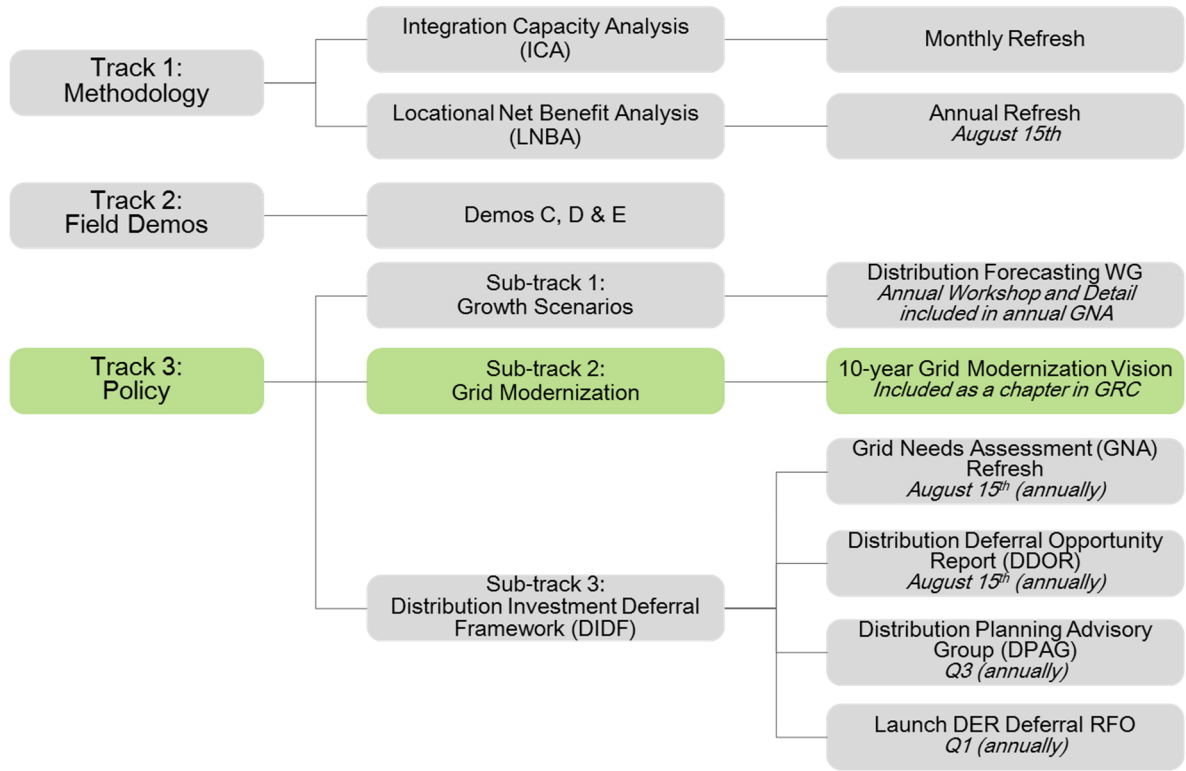 Track 1:
Methodology
Integration Capacity Analysis
(ICA)
Monthly Refresh
Locational Net Benefit Analysis
(LNBA)
Annual Refresh
August 15th
Track 2:
Field Demos
Demos C, D & E
Track 3:
Policy
Sub-track 1:
Growth Scenarios
Distribution Forecasting WG
Annual Workshop and Detail
included in annual GNA
Sub-track 2:
Grid Modernization
10-year Grid Modernization Vision
Included as a chapter in GRC
Sub-track 3:
Distribution Investment Deferral
Framework (DIDF)
Grid Needs Assessment (GNA)
Refresh
August 15th (annually)
Distribution Deferral Opportunity
Report (DDOR)
August 15th (annually)
Distribution Planning Advisory
Group (DPAG)
Q3 (annually)
Launch DER Deferral RFO
Q1 (annually)